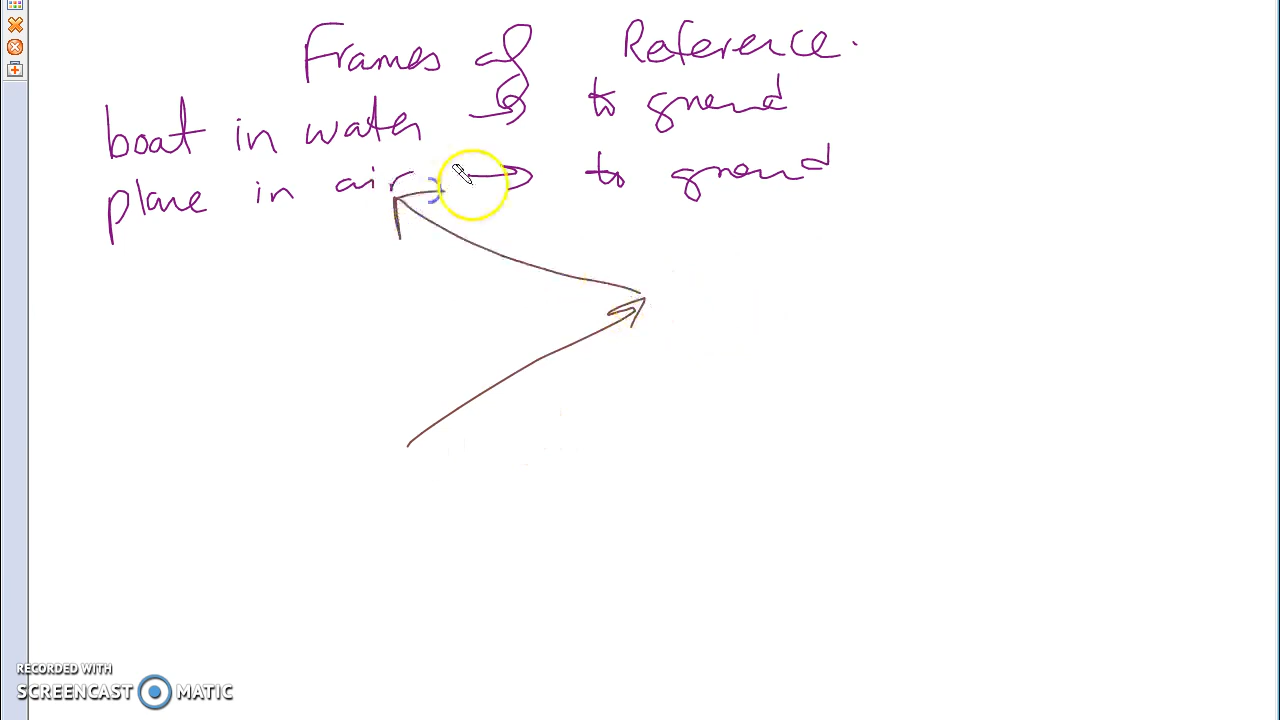 Frames of Reference.
boat in water → to ground
plane in air → to ground
RECORDED WITH
SCREENCAST MATIC